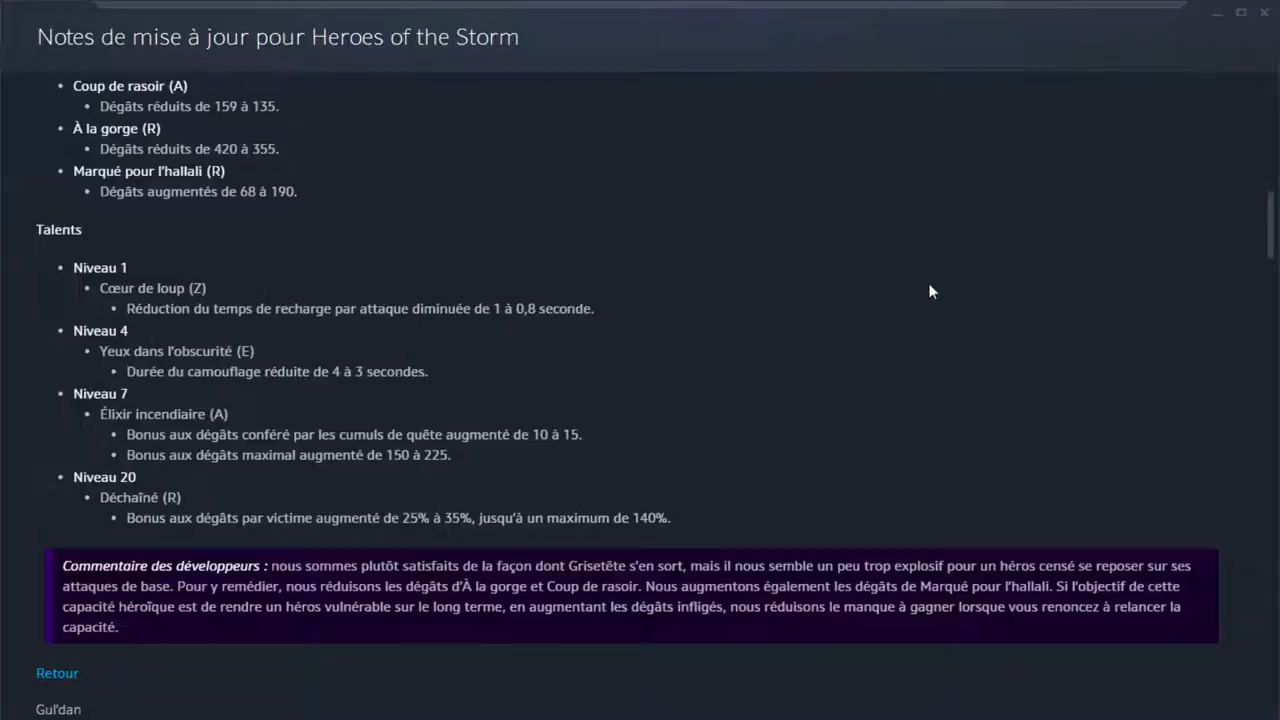 Notes de mise à jour pour Heroes of the Storm
• Coup de rasoir (A)
• Dégâts réduits de 159 à 135.
• À la gorge (R)
• Dégâts réduits de 420 à 355.
• Marqué pour l'hallali (R)
• Dégâts augmentés de 68 à 190.
Talents
• Niveau 1
• Cœur de loup (Z)
• Réduction du temps de recharge par attaque diminuée de 1 à 0,8 seconde.
• Niveau 4
• Yeux dans l'obscurité (E)
• Durée du camouflage réduite de 4 à 3 secondes.
• Niveau 7
• Élixir incendiaire (A)
• Bonus aux dégâts conféré par les cumuls de quête augmenté de 10 à 15.
• Bonus aux dégâts maximal augmenté de 150 à 225.
• Niveau 20
• Déchaîné (R)
• Bonus aux dégâts par victime augmenté de 25% à 35%, jusqu'à un maximum de 140%.
Commentaire des développeurs : nous sommes plutôt satisfaits de la façon dont Grisetête s'en sort, mais il nous semble un peu trop explosif pour un héros censé se reposer sur ses
attaques de base. Pour y remédier, nous réduisons les dégâts d'À la gorge et Coup de rasoir. Nous augmentons également les dégâts de Marqué pour l'hallali. Si l'objectif de cette
capacité héroïque est de rendre un héros vulnérable sur le long terme, en augmentant les dégâts infligés, nous réduisons le manque à gagner lorsque vous renoncez à relancer la
capacité.
Retour
Gul'dan